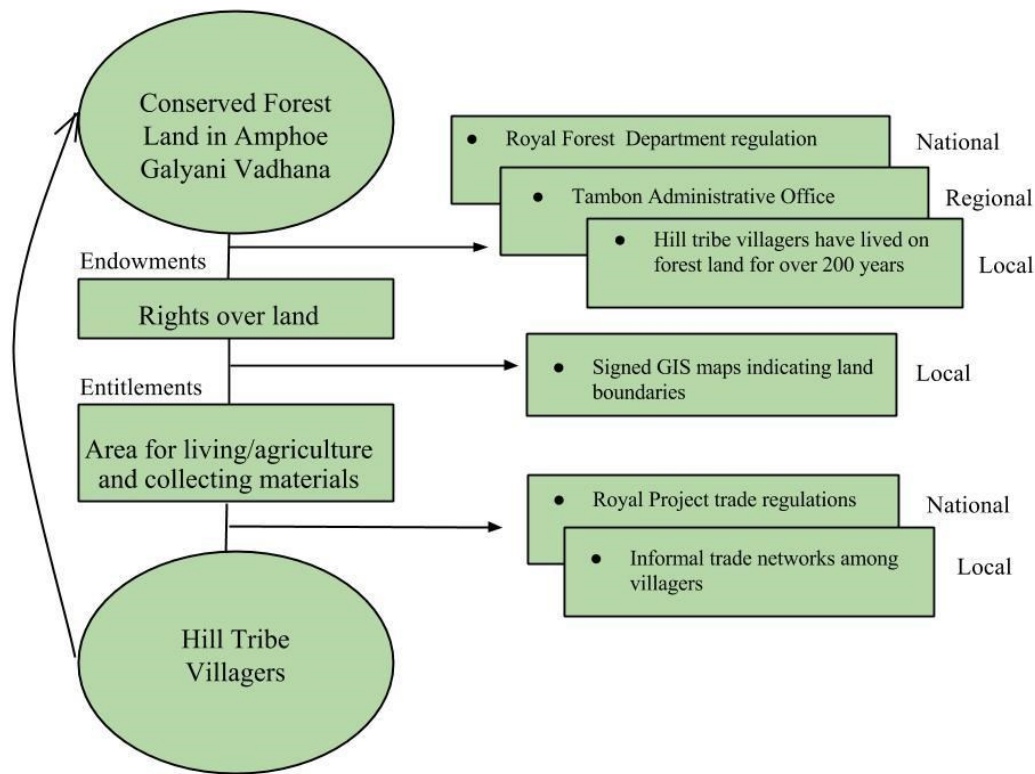 Conserved Forest
Land in Amphoe
Galyani Vadhana
● Royal Forest Department regulation
National
● Tambon Administrative Office
Regional
● Hill tribe villagers have lived on
forest land for over 200 years
Local
Endowments
Rights over land
● Signed GIS maps indicating land
boundaries
Local
Entitlements
Area for living/agriculture
and collecting materials
● Royal Project trade regulations
National
● Informal trade networks among
villagers
Local
Hill Tribe
Villagers